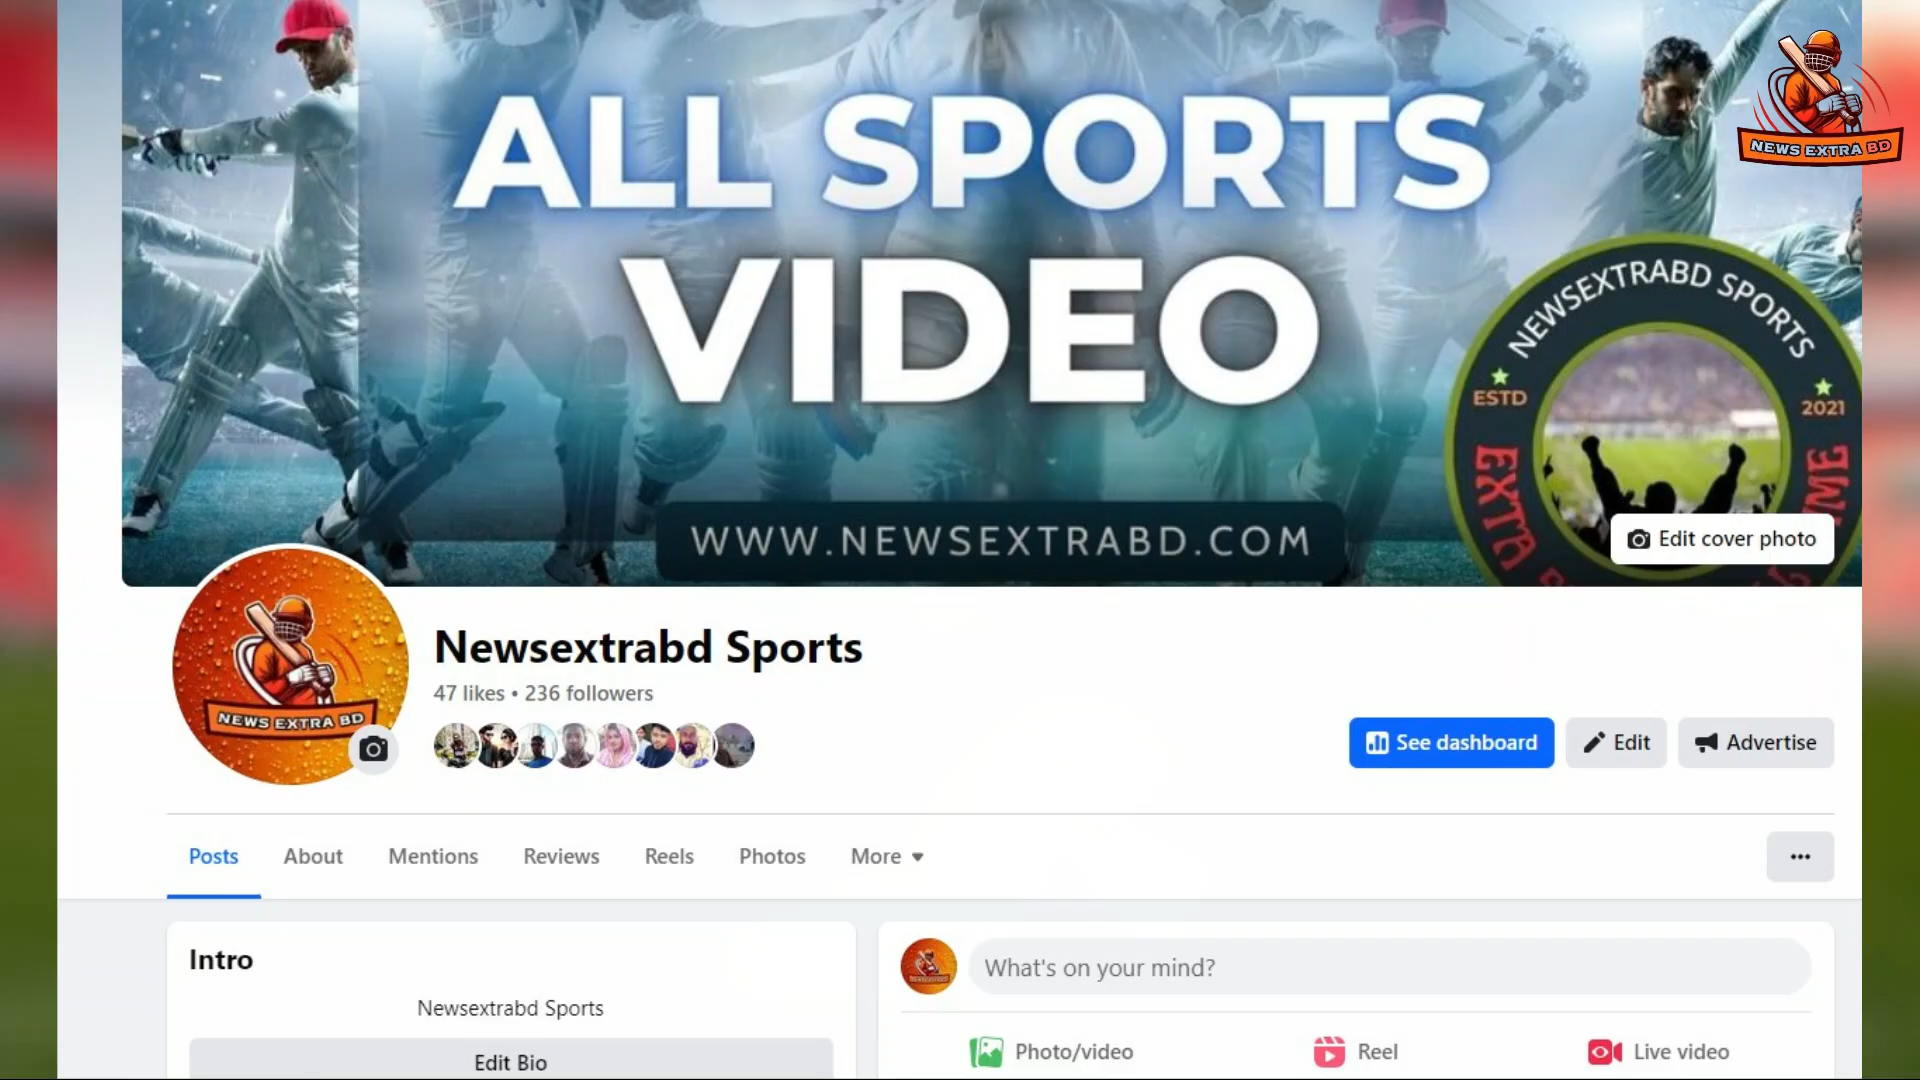 ALL SPORTS
VIDEO
WWW.NEWSEXTRABD.COM
NEWS EXTRA BD
NEWSEXTRABD SPORTS
ESTD
2021
EXTA
Edit cover photo
NEWS EXTRA BD
Newsextrabd Sports
47 likes • 236 followers
See dashboard
Edit
Advertise
Posts
About
Mentions
Reviews
Reels
Photos
More
Intro
Newsextrabd Sports
Edit Bio
What's on your mind?
Photo/video
Reel
Live video